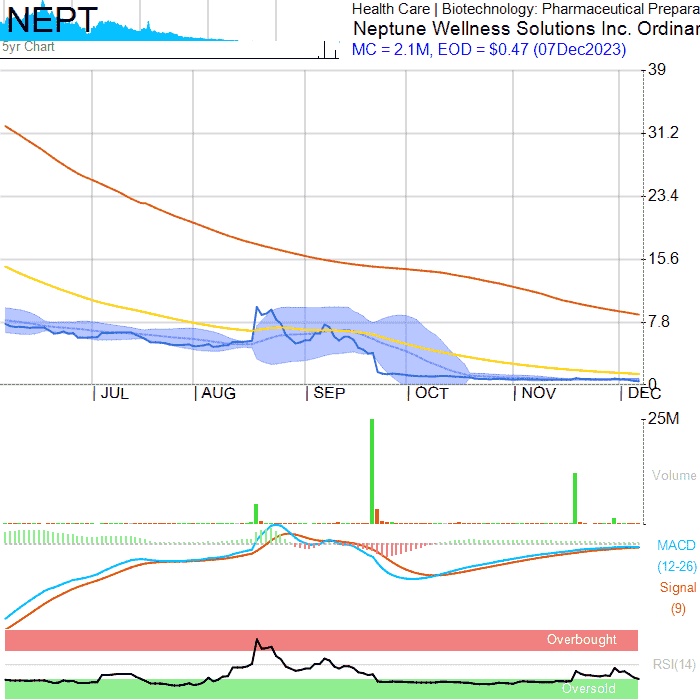 NEPT
5yr Chart
Health Care | Biotechnology: Pharmaceutical Prepara
Neptune Wellness Solutions Inc. Ordinar
MC = 2.1M, EOD = $0.47 (07Dec2023)
39
31.2
23.4
15.6
7.8
0
JUL AUG SEP OCT NOV DEC
25M
Volume
MACD
(12-26)
Signal
(9)
Overbought
RSI(14)
Oversold